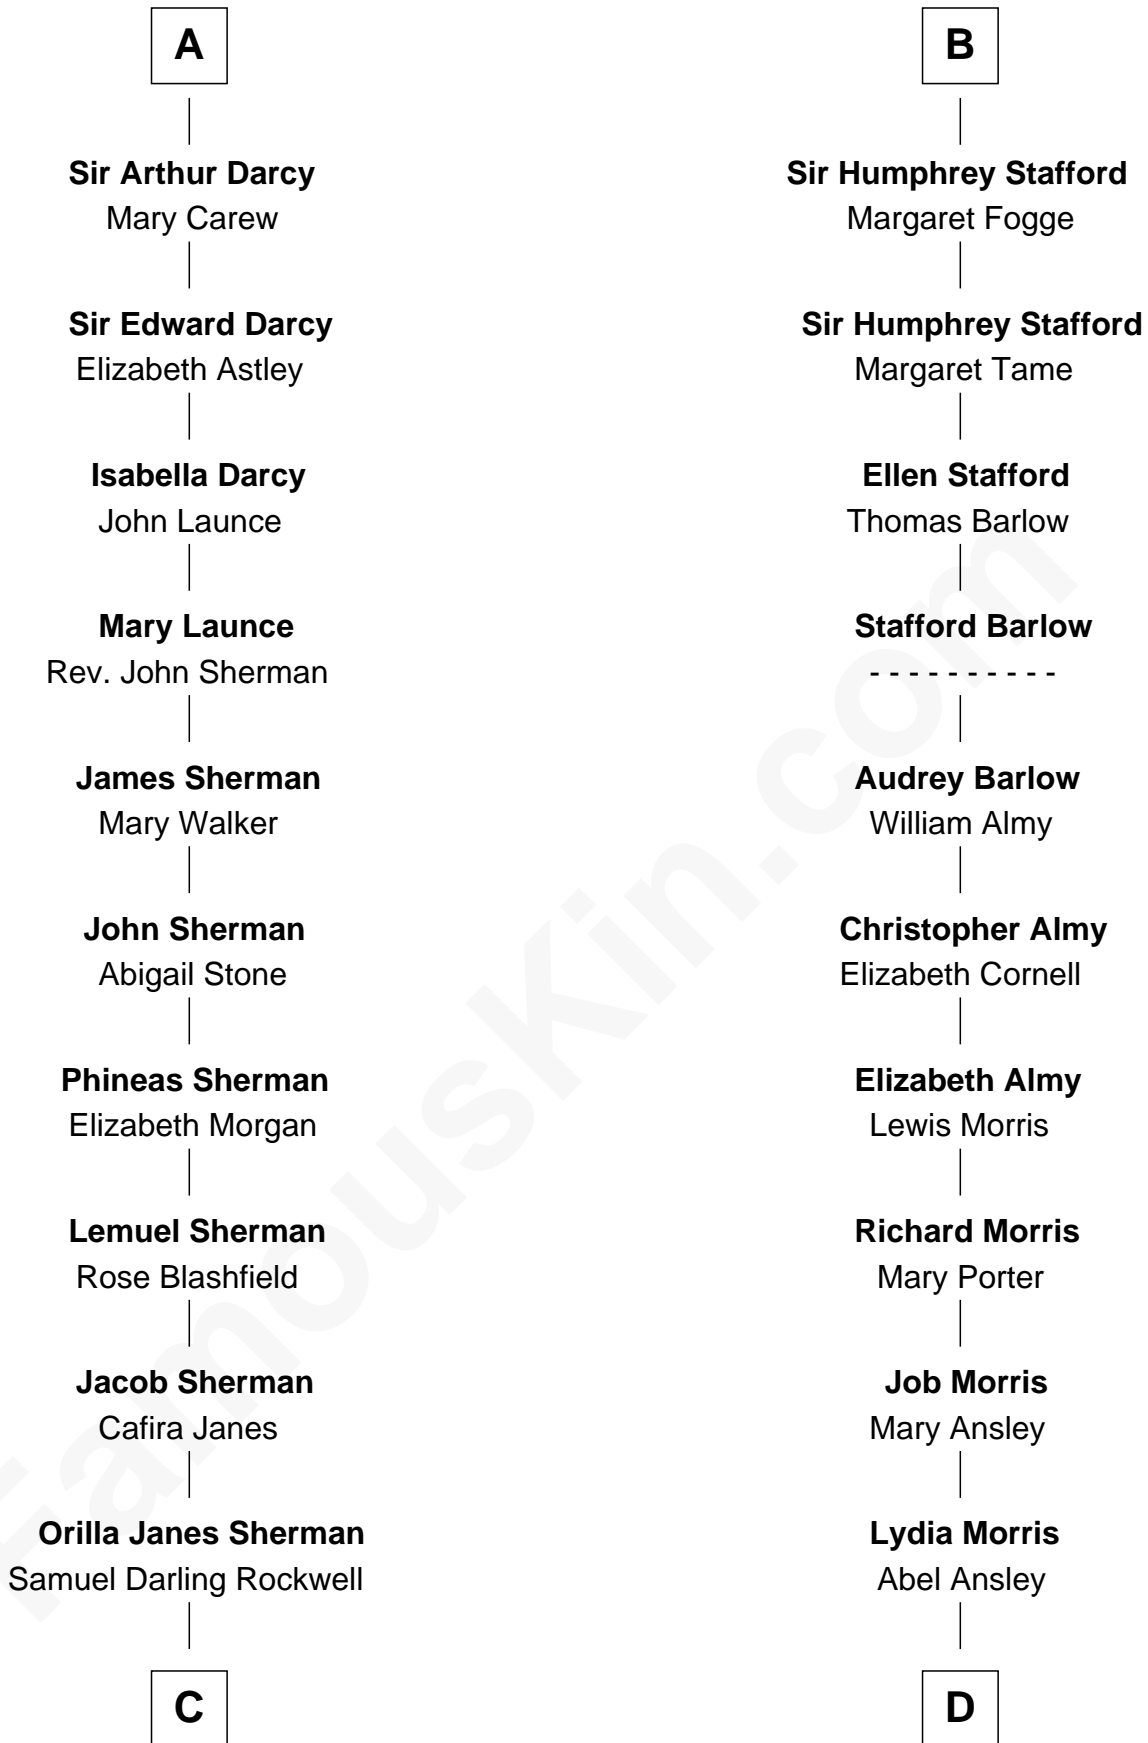 A
Sir Arthur Darcy
Mary Carew
Sir Edward Darcy
Elizabeth Astley
Isabella Darcy
John Launce
Mary Launce
Rev. John Sherman
James Sherman
Mary Walker
John Sherman
Abigail Stone
Phineas Sherman
Elizabeth Morgan
Lemuel Sherman
Rose Blashfield
Jacob Sherman
Cafira Janes
Orilla Janes Sherman
Samuel Darling Rockwell
C
B
Sir Humphrey Stafford
Margaret Fogge
Sir Humphrey Stafford
Margaret Tame
Ellen Stafford
Thomas Barlow
Stafford Barlow
- - - - - - - - - -
Audrey Barlow
William Almy
Christopher Almy
Elizabeth Cornell
Elizabeth Almy
Lewis Morris
Richard Morris
Mary Porter
Job Morris
Mary Ansley
Lydia Morris
Abel Ansley
D
FamousKin.com